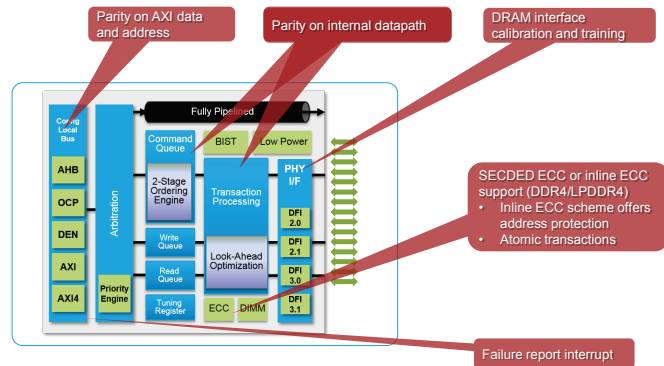 Parity on AXI data
and address
Parity on internal datapath
DRAM interface
calibration and training
Fully Pipelined
Config
Local
Bus
AHB
OCP
DEN
AXI
AXI4
Arbitration
Priority
Engine
Command
Queue
2-Stage
Ordering
Engine
Write
Queue
Read
Queue
Tuning
Register
BIST
Low Power
Transaction
Processing
Look-Ahead
Optimization
ECC
DIMM
PHY
I/F
DFI
2.0
DFI
2.1
DFI
3.0
DFI
3.1
SECDED ECC or inline ECC
support (DDR4/LPDDR4)
• Inline ECC scheme offers
address protection
• Atomic transactions
Failure report interrupt